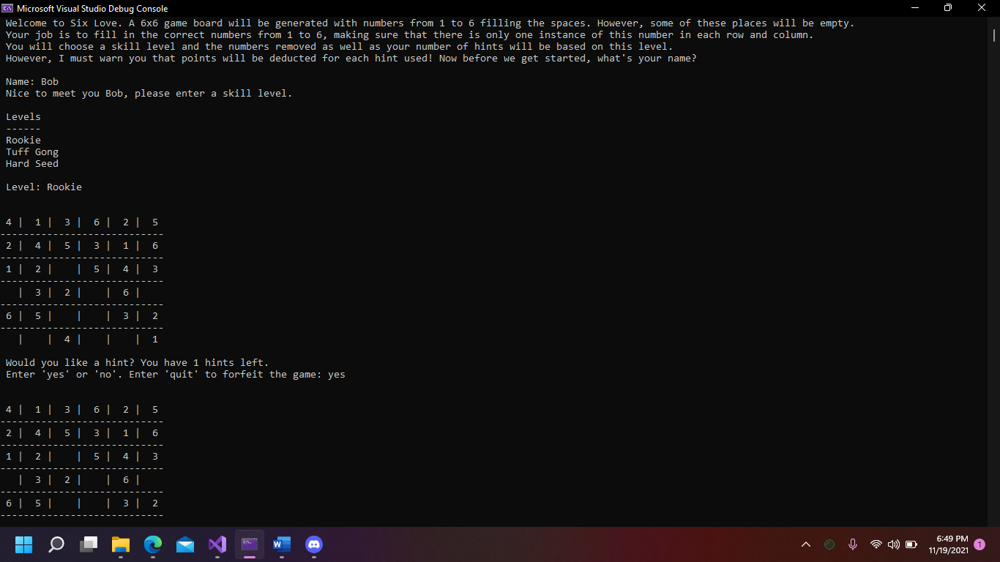 Microsoft Visual Studio Debug Console
Welcome to Six Love. A 6x6 game board will be generated with numbers from 1 to 6 filling the spaces. However, some of these places will be empty.
Your job is to fill in the correct numbers from 1 to 6, making sure that there is only one instance of this number in each row and column.
You will choose a skill level and the numbers removed as well as your number of hints will be based on this level.
However, I must warn you that points will be deducted for each hint used! Now before we get started, what's your name?
Name: Bob
Nice to meet you Bob, please enter a skill level.
Levels
------
Rookie
Tuff Gong
Hard Seed
Level: Rookie
4 |  1 |  3 |  6 |  2 |  5
----------------------------
2 |  4 |  5 |  3 |  1 |  6
----------------------------
1 |  2 |    |  5 |  4 |  3
----------------------------
  |  3 |  2 |    |  6 |
----------------------------
6 |  5 |    |    |  3 |  2
----------------------------
  |    |  4 |    |    |  1
Would you like a hint? You have 1 hints left.
Enter 'yes' or 'no'. Enter 'quit' to forfeit the game: yes
4 |  1 |  3 |  6 |  2 |  5
----------------------------
2 |  4 |  5 |  3 |  1 |  6
----------------------------
1 |  2 |    |  5 |  4 |  3
----------------------------
  |  3 |  2 |    |  6 |
----------------------------
6 |  5 |    |    |  3 |  2
----------------------------
6:49 PM
11/19/2021
1